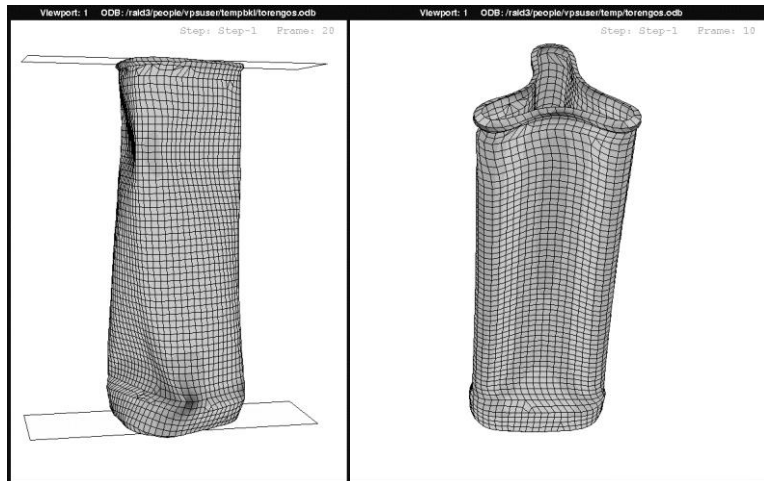 Viewport: 1 ODB: /raid3/people/vpsuser/tempbkl/torengos.odb
Step: Step-1 Frame: 20
Viewport: 1 ODB: /raid3/people/vpsuser/temp/torengos.odb
Step: Step-1 Frame: 10